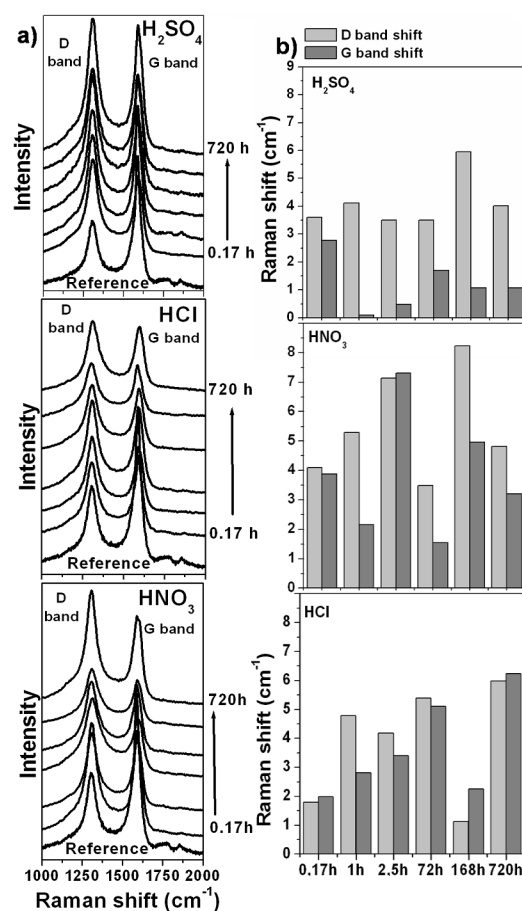 a)
D
band
H₂SO₄
G
band
720 h
0.17 h
Reference
Intensity
D
band
HCl
G band
720 h
0.17 h
Reference
Intensity
D
band
HNO₃
G band
720h
0.17h
Reference
Intensity
1000 1250 1500 1750 2000
Raman shift (cm⁻¹)
b)
D band shift
G band shift
H₂SO₄
9
8
7
6
5
4
3
2
1
0
Raman shift (cm⁻¹)
HNO₃
8
7
6
5
4
3
2
1
0
Raman shift (cm⁻¹)
HCl
8
7
6
5
4
3
2
1
0
Raman shift (cm⁻¹)
0.17h 1h 2.5h 72h 168h 720h